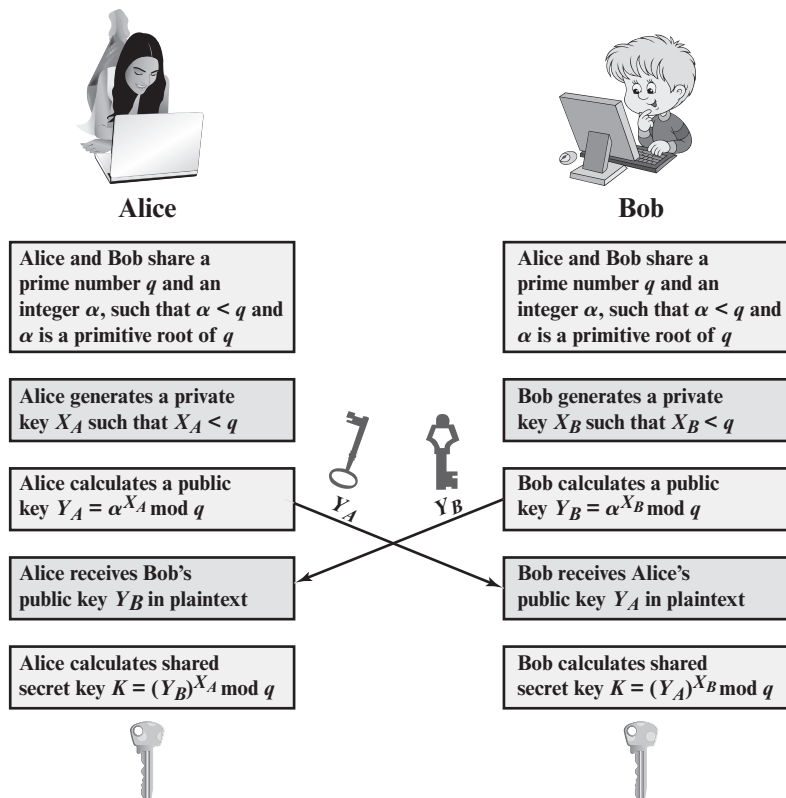 Alice
Bob
Alice and Bob share a
prime number q and an
integer α, such that α < q and
α is a primitive root of q
Alice and Bob share a
prime number q and an
integer α, such that α < q and
α is a primitive root of q
Alice generates a private
key X_A such that X_A < q
Bob generates a private
key X_B such that X_B < q
Alice calculates a public
key Y_A = α^{X_A} mod q
Y_A
Y_B
Bob calculates a public
key Y_B = α^{X_B} mod q
Alice receives Bob's
public key Y_B in plaintext
Bob receives Alice's
public key Y_A in plaintext
Alice calculates shared
secret key K = (Y_B)^{X_A} mod q
Bob calculates shared
secret key K = (Y_A)^{X_B} mod q